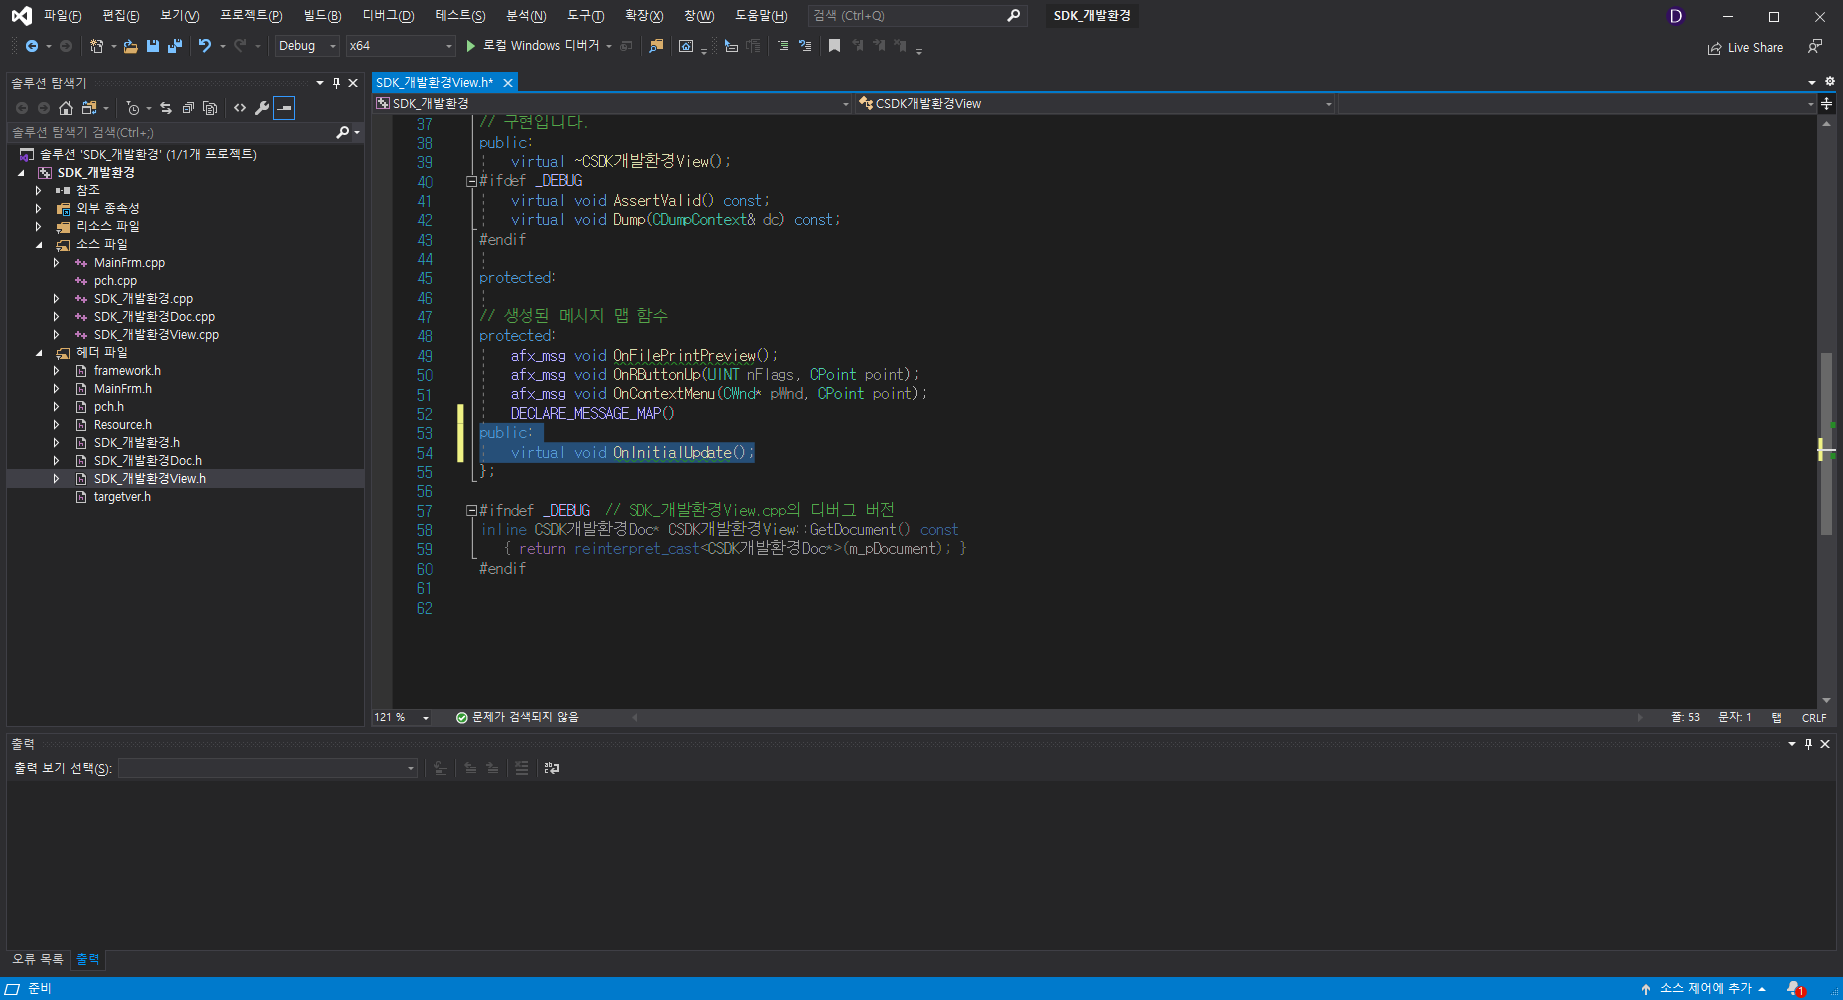 파일(F) 편집(E) 보기(V) 프로젝트(P) 빌드(B) 디버그(D) 테스트(S) 분석(N) 도구(T) 확장(X) 창(W) 도움말(H) 검색 (Ctrl+Q) SDK_개발환경 D
Debug x64 로컬 Windows 디버거 Live Share
솔루션 탐색기
솔루션 탐색기 검색(Ctrl+;)
솔루션 'SDK_개발환경' (1/1개 프로젝트)
SDK_개발환경
참조
외부 종속성
리소스 파일
소스 파일
MainFrm.cpp
pch.cpp
SDK_개발환경.cpp
SDK_개발환경Doc.cpp
SDK_개발환경View.cpp
헤더 파일
framework.h
MainFrm.h
pch.h
Resource.h
SDK_개발환경.h
SDK_개발환경Doc.h
SDK_개발환경View.h
targetver.h
SDK_개발환경View.h*
SDK_개발환경 CSDK개발환경View
37 // 구현입니다.
38 public:
39 virtual ~CSDK개발환경View();
40 #ifdef _DEBUG
41 virtual void AssertValid() const;
42 virtual void Dump(CDumpContext& dc) const;
43 #endif
44
45 protected:
46
47 // 생성된 메시지 맵 함수
48 protected:
49 afx_msg void OnFilePrintPreview();
50 afx_msg void OnRButtonUp(UINT nFlags, CPoint point);
51 afx_msg void OnContextMenu(CWnd* pWnd, CPoint point);
52 DECLARE_MESSAGE_MAP()
53 public:
54 virtual void OnInitialUpdate();
55 };
56
57 #ifndef _DEBUG // SDK_개발환경View.cpp의 디버그 버전
58 inline CSDK개발환경Doc* CSDK개발환경View::GetDocument() const
59 { return reinterpret_cast<CSDK개발환경Doc*>(m_pDocument); }
60 #endif
61
62
121 % 문제가 검색되지 않음 줄: 53 문자: 1 탭 CRLF
출력
출력 보기 선택(S):
오류 목록 출력
준비 소스 제어에 추가 1